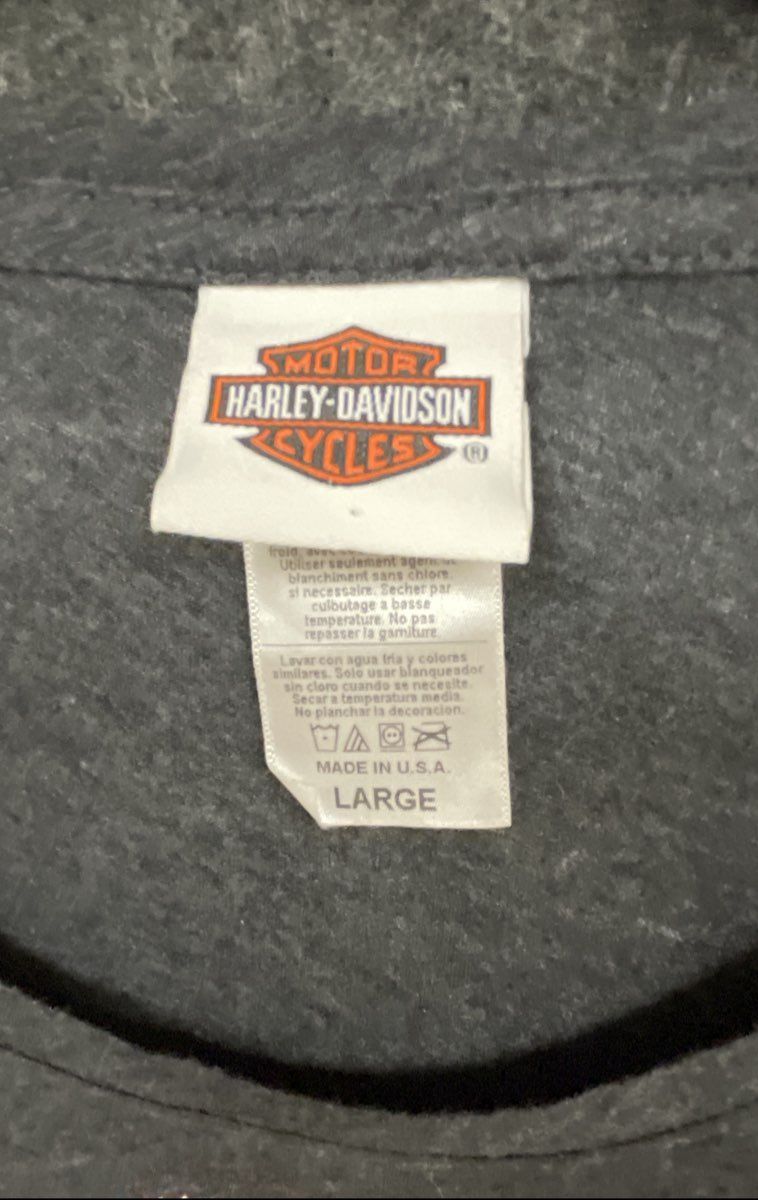 MOTOR
HARLEY-DAVIDSON
CYCLES
®
froid, avec
Utiliser seulement agent de
blanchiment sans chlore,
si necessaire. Secher par
culbutage a basse
temperature. No pas
repasser la garniture
Lavar con agua fria y colores
similares. Solo usar blanqueador
sin cloro cuando se necesite.
Secar a temperatura media.
No planchar la decoracion.
MADE IN U.S.A.
LARGE